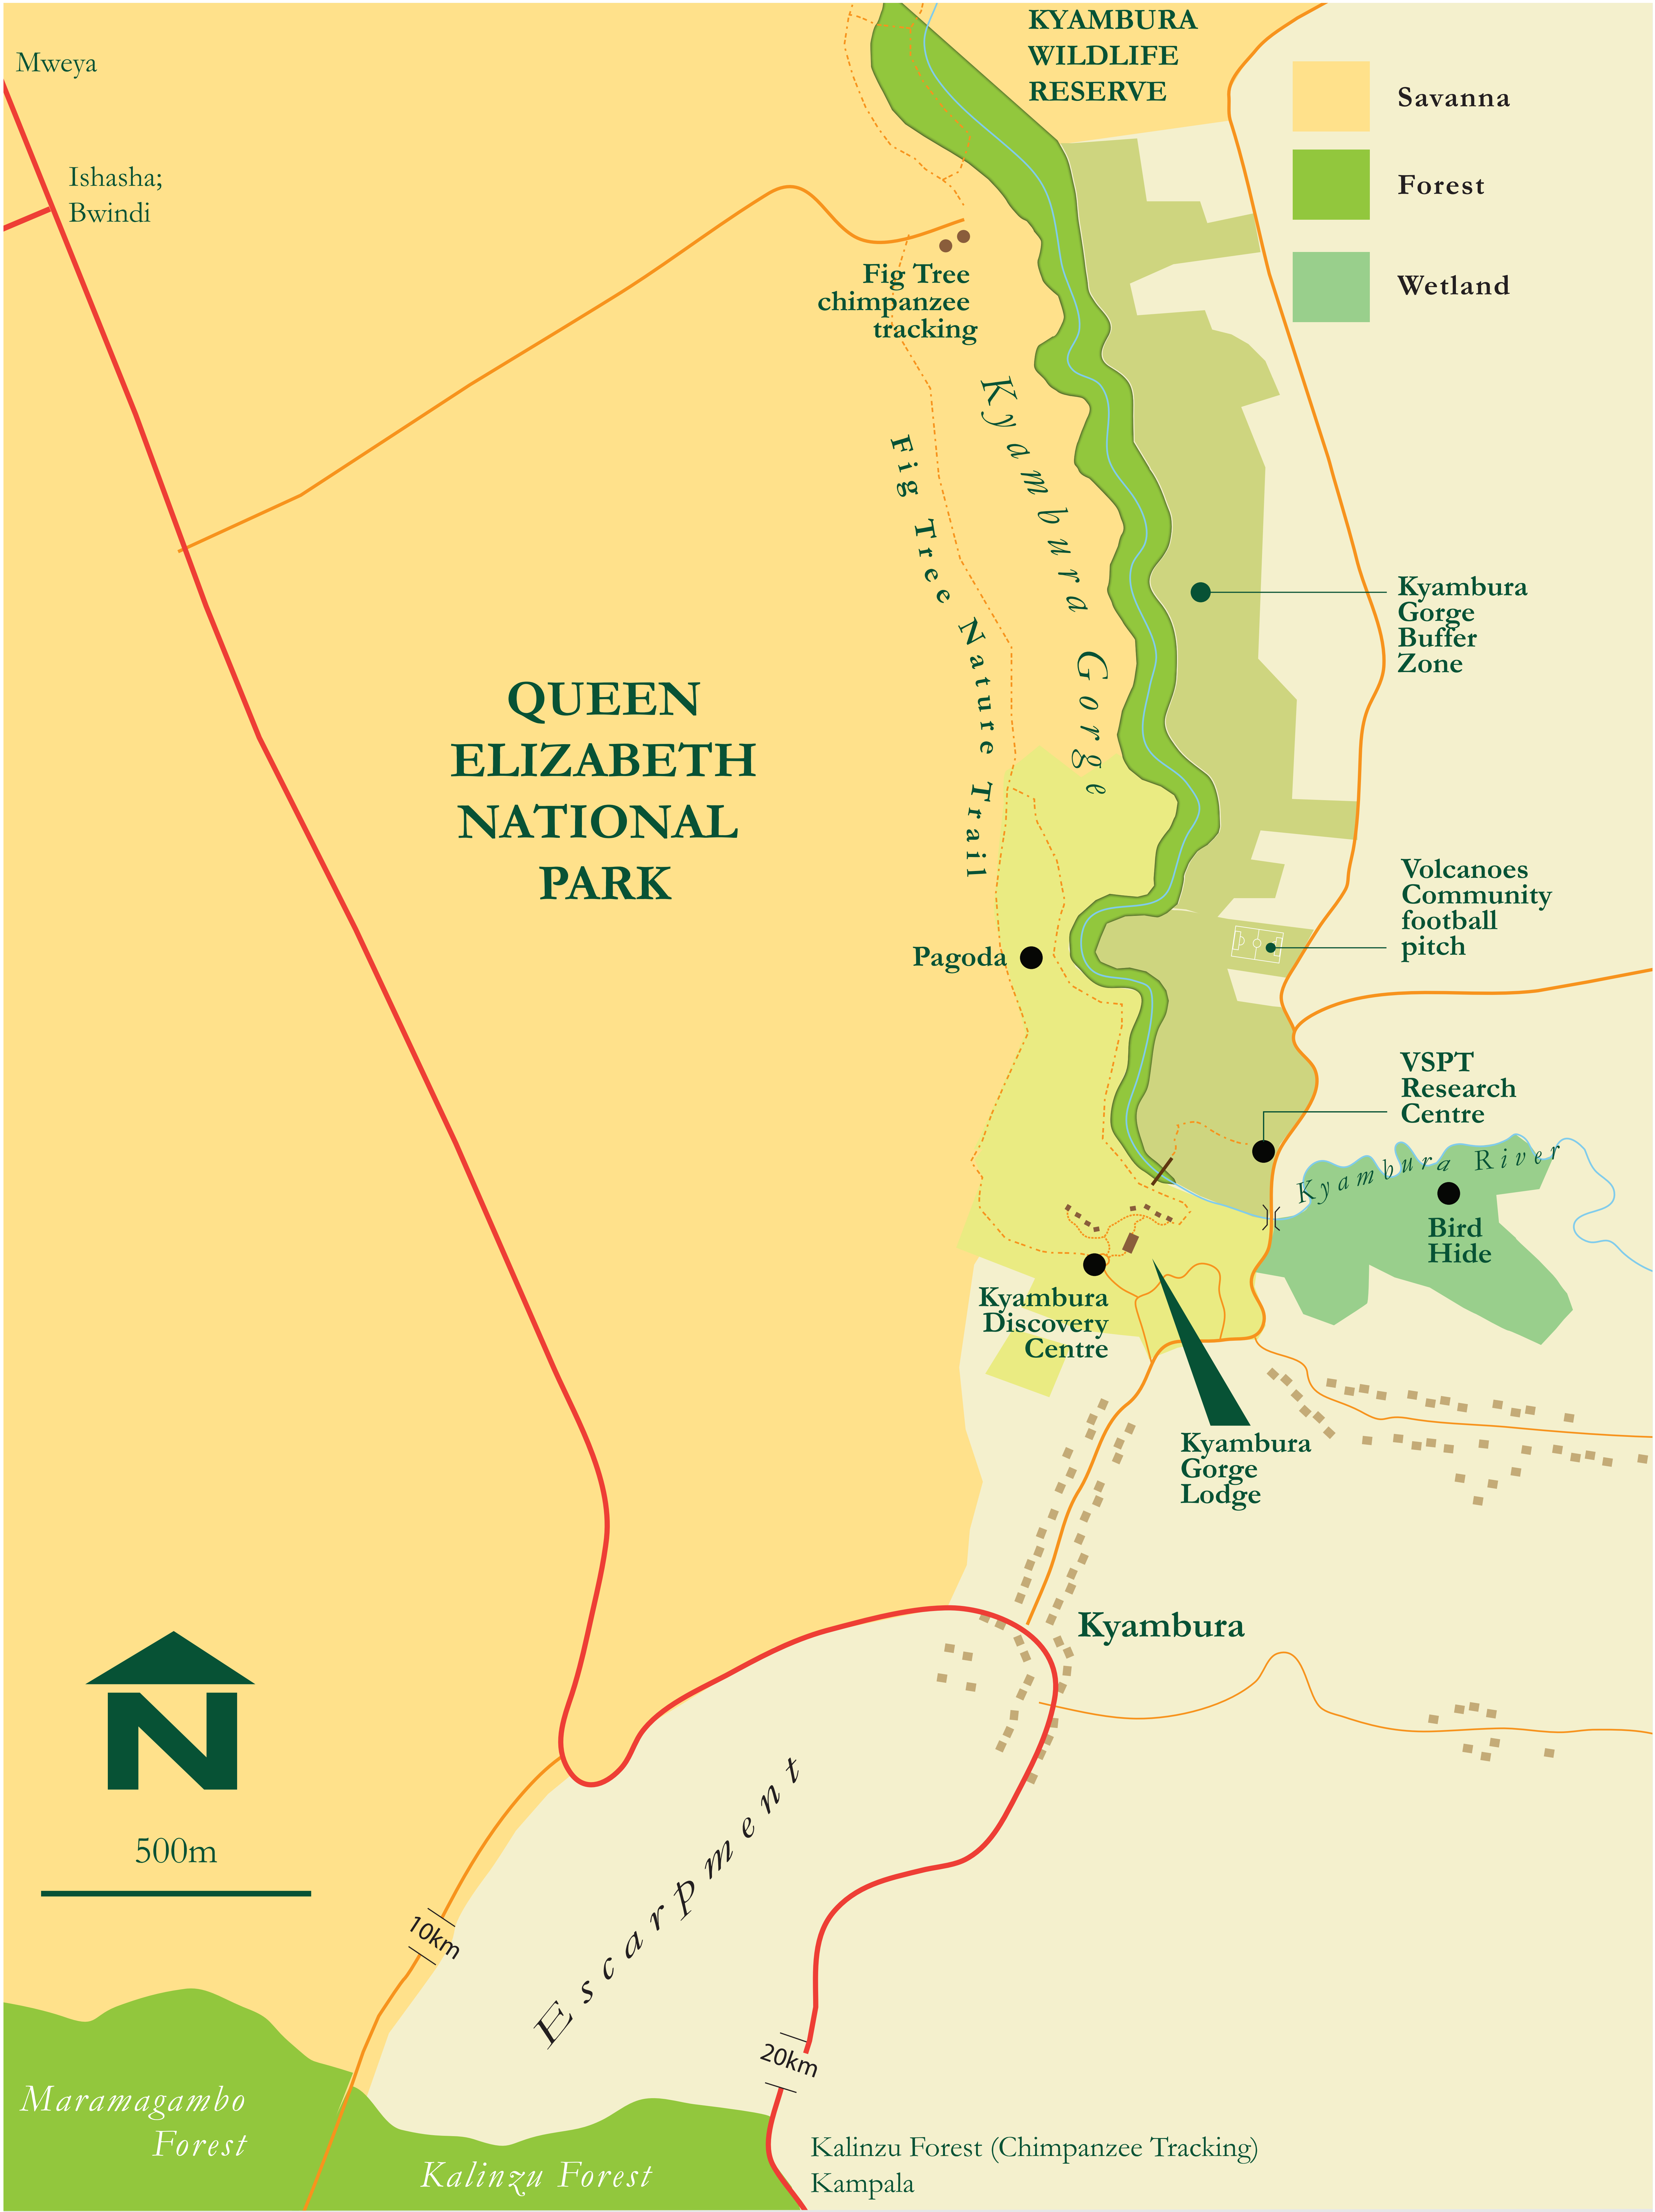 Mweya
KYAMBURA
WILDLIFE
RESERVE
Savanna
Forest
Wetland
Ishasha;
Bwindi
Fig Tree
chimpanzee
tracking
Kyambura Gorge
Fig Tree Nature Trail
Kyambura
Gorge
Buffer
Zone
QUEEN
ELIZABETH
NATIONAL
PARK
Volcanoes
Community
football
pitch
Pagoda
VSPT
Research
Centre
Kyambura River
Bird
Hide
Kyambura
Discovery
Centre
Kyambura
Gorge
Lodge
Kyambura
N
500m
Escarpment
10km
20km
Maramagambo
Forest
Kalinzu Forest
Kalinzu Forest (Chimpanzee Tracking)
Kampala